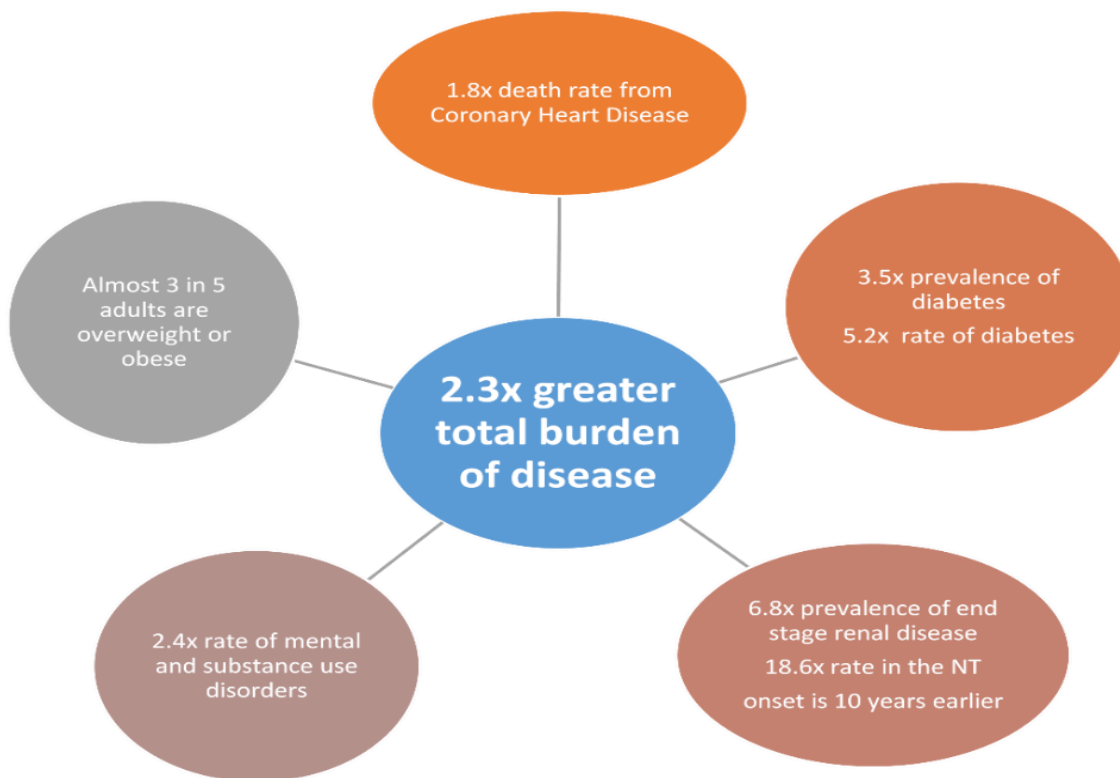 1.8x death rate from
Coronary Heart Disease
3.5x prevalence of
diabetes
5.2x rate of diabetes
Almost 3 in 5
adults are
overweight or
obese
2.3x greater
total burden
of disease
6.8x prevalence of end
stage renal disease
18.6x rate in the NT
onset is 10 years earlier
2.4x rate of mental
and substance use
disorders